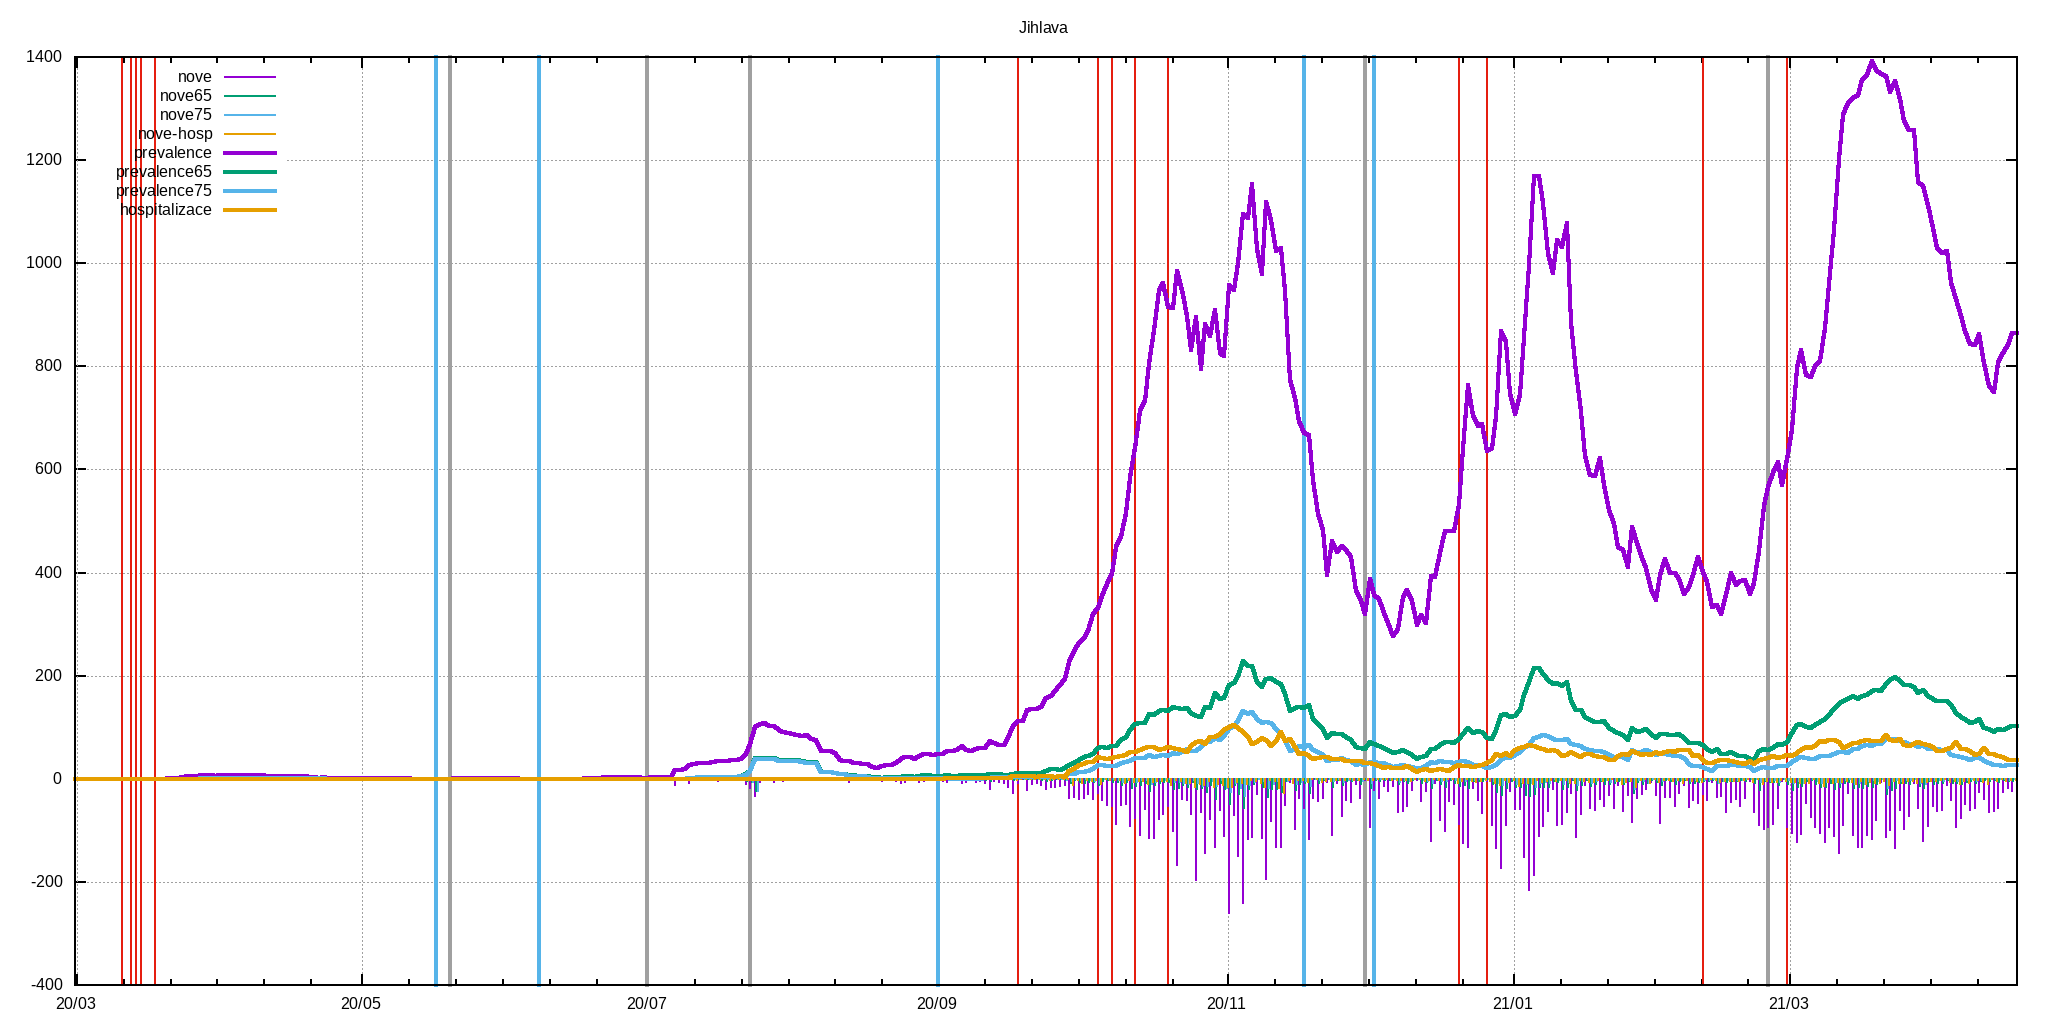 Jihlava
1400
1200
1000
800
600
400
200
0
-200
-400
nove
nove65
nove75
nove-hosp
prevalence
prevalence65
prevalence75
hospitalizace
20/03 20/05 20/07 20/09 20/11 21/01 21/03